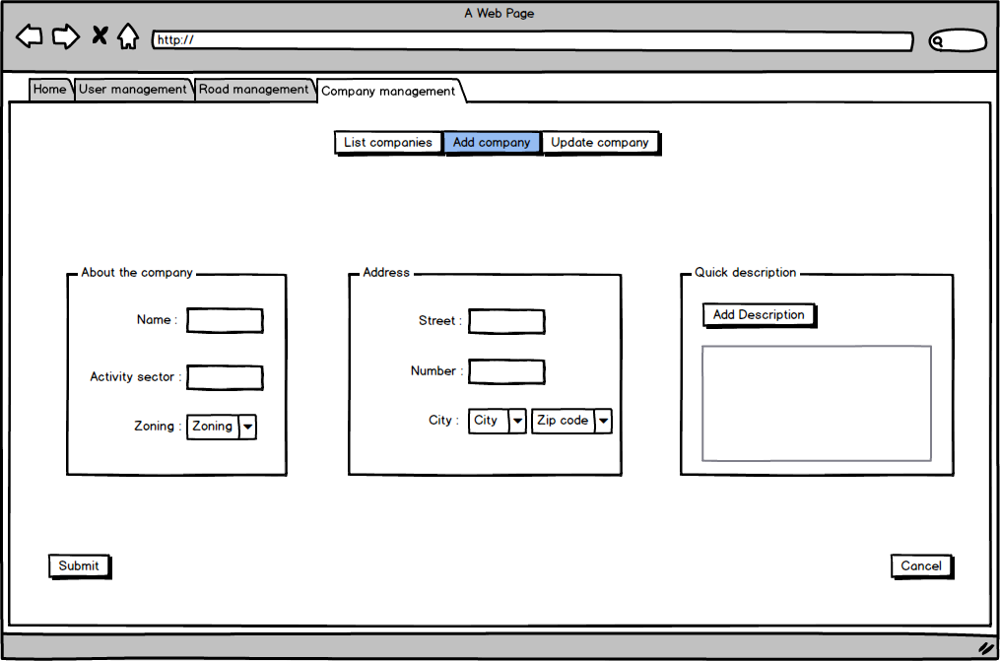 A Web Page
http://
Home User management Road management Company management
List companies Add company Update company
About the company
Name :
Activity sector :
Zoning : Zoning
Address
Street :
Number :
City : City Zip code
Quick description
Add Description
Submit
Cancel